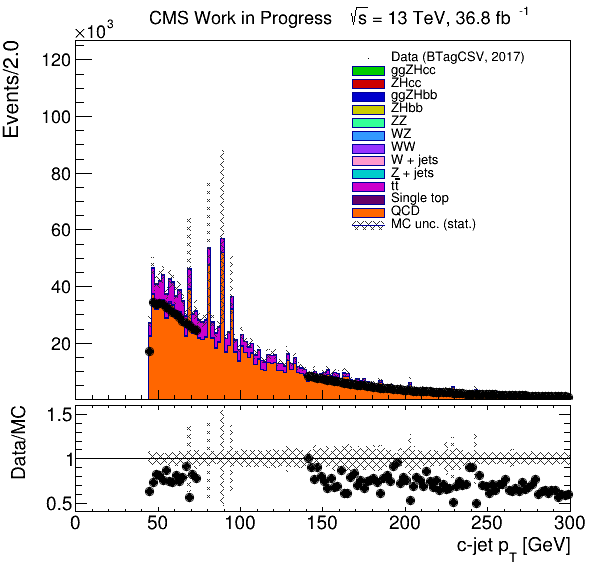 CMS Work in Progress √s = 13 TeV, 36.8 fb⁻¹
×10³
Events/2.0
120
100
80
60
40
20
Data (BTagCSV, 2017)
ggZHcc
ZHcc
ggZHbb
ZHbb
ZZ
WZ
WW
W + jets
Z + jets
tt̅
Single top
QCD
MC unc. (stat.)
Data/MC
1.5
1
0.5
0 50 100 150 200 250 300
c-jet p_T [GeV]